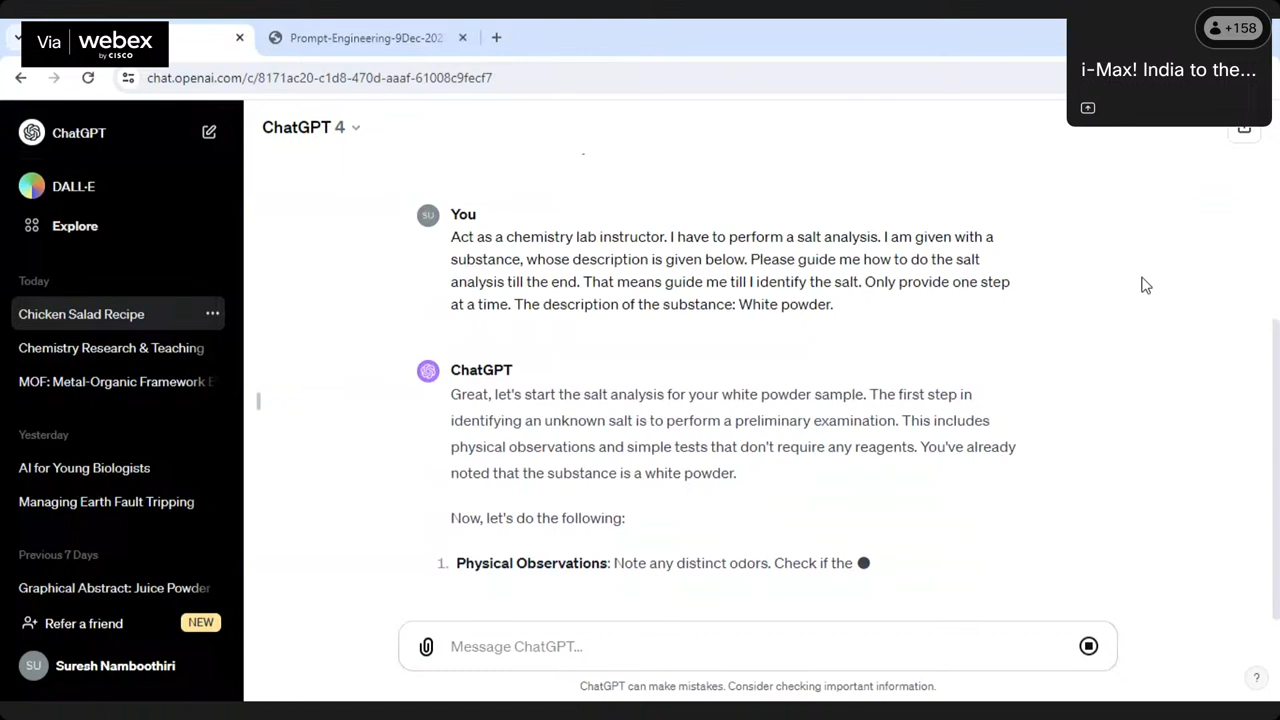 Via webex
by CISCO
Prompt-Engineering-9Dec-202
+158
i-Max! India to the...
chat.openai.com/c/8171ac20-c1d8-470d-aaaf-61008c9fecf7
ChatGPT
DALL·E
Explore
Today
Chicken Salad Recipe
Chemistry Research & Teaching
MOF: Metal-Organic Framework E
Yesterday
AI for Young Biologists
Managing Earth Fault Tripping
Previous 7 Days
Graphical Abstract: Juice Powder
Refer a friend NEW
SU Suresh Namboothiri
ChatGPT 4
SU You
Act as a chemistry lab instructor. I have to perform a salt analysis. I am given with a
substance, whose description is given below. Please guide me how to do the salt
analysis till the end. That means guide me till I identify the salt. Only provide one step
at a time. The description of the substance: White powder.
ChatGPT
Great, let's start the salt analysis for your white powder sample. The first step in
identifying an unknown salt is to perform a preliminary examination. This includes
physical observations and simple tests that don't require any reagents. You've already
noted that the substance is a white powder.
Now, let's do the following:
1. Physical Observations: Note any distinct odors. Check if the
Message ChatGPT...
ChatGPT can make mistakes. Consider checking important information.
?